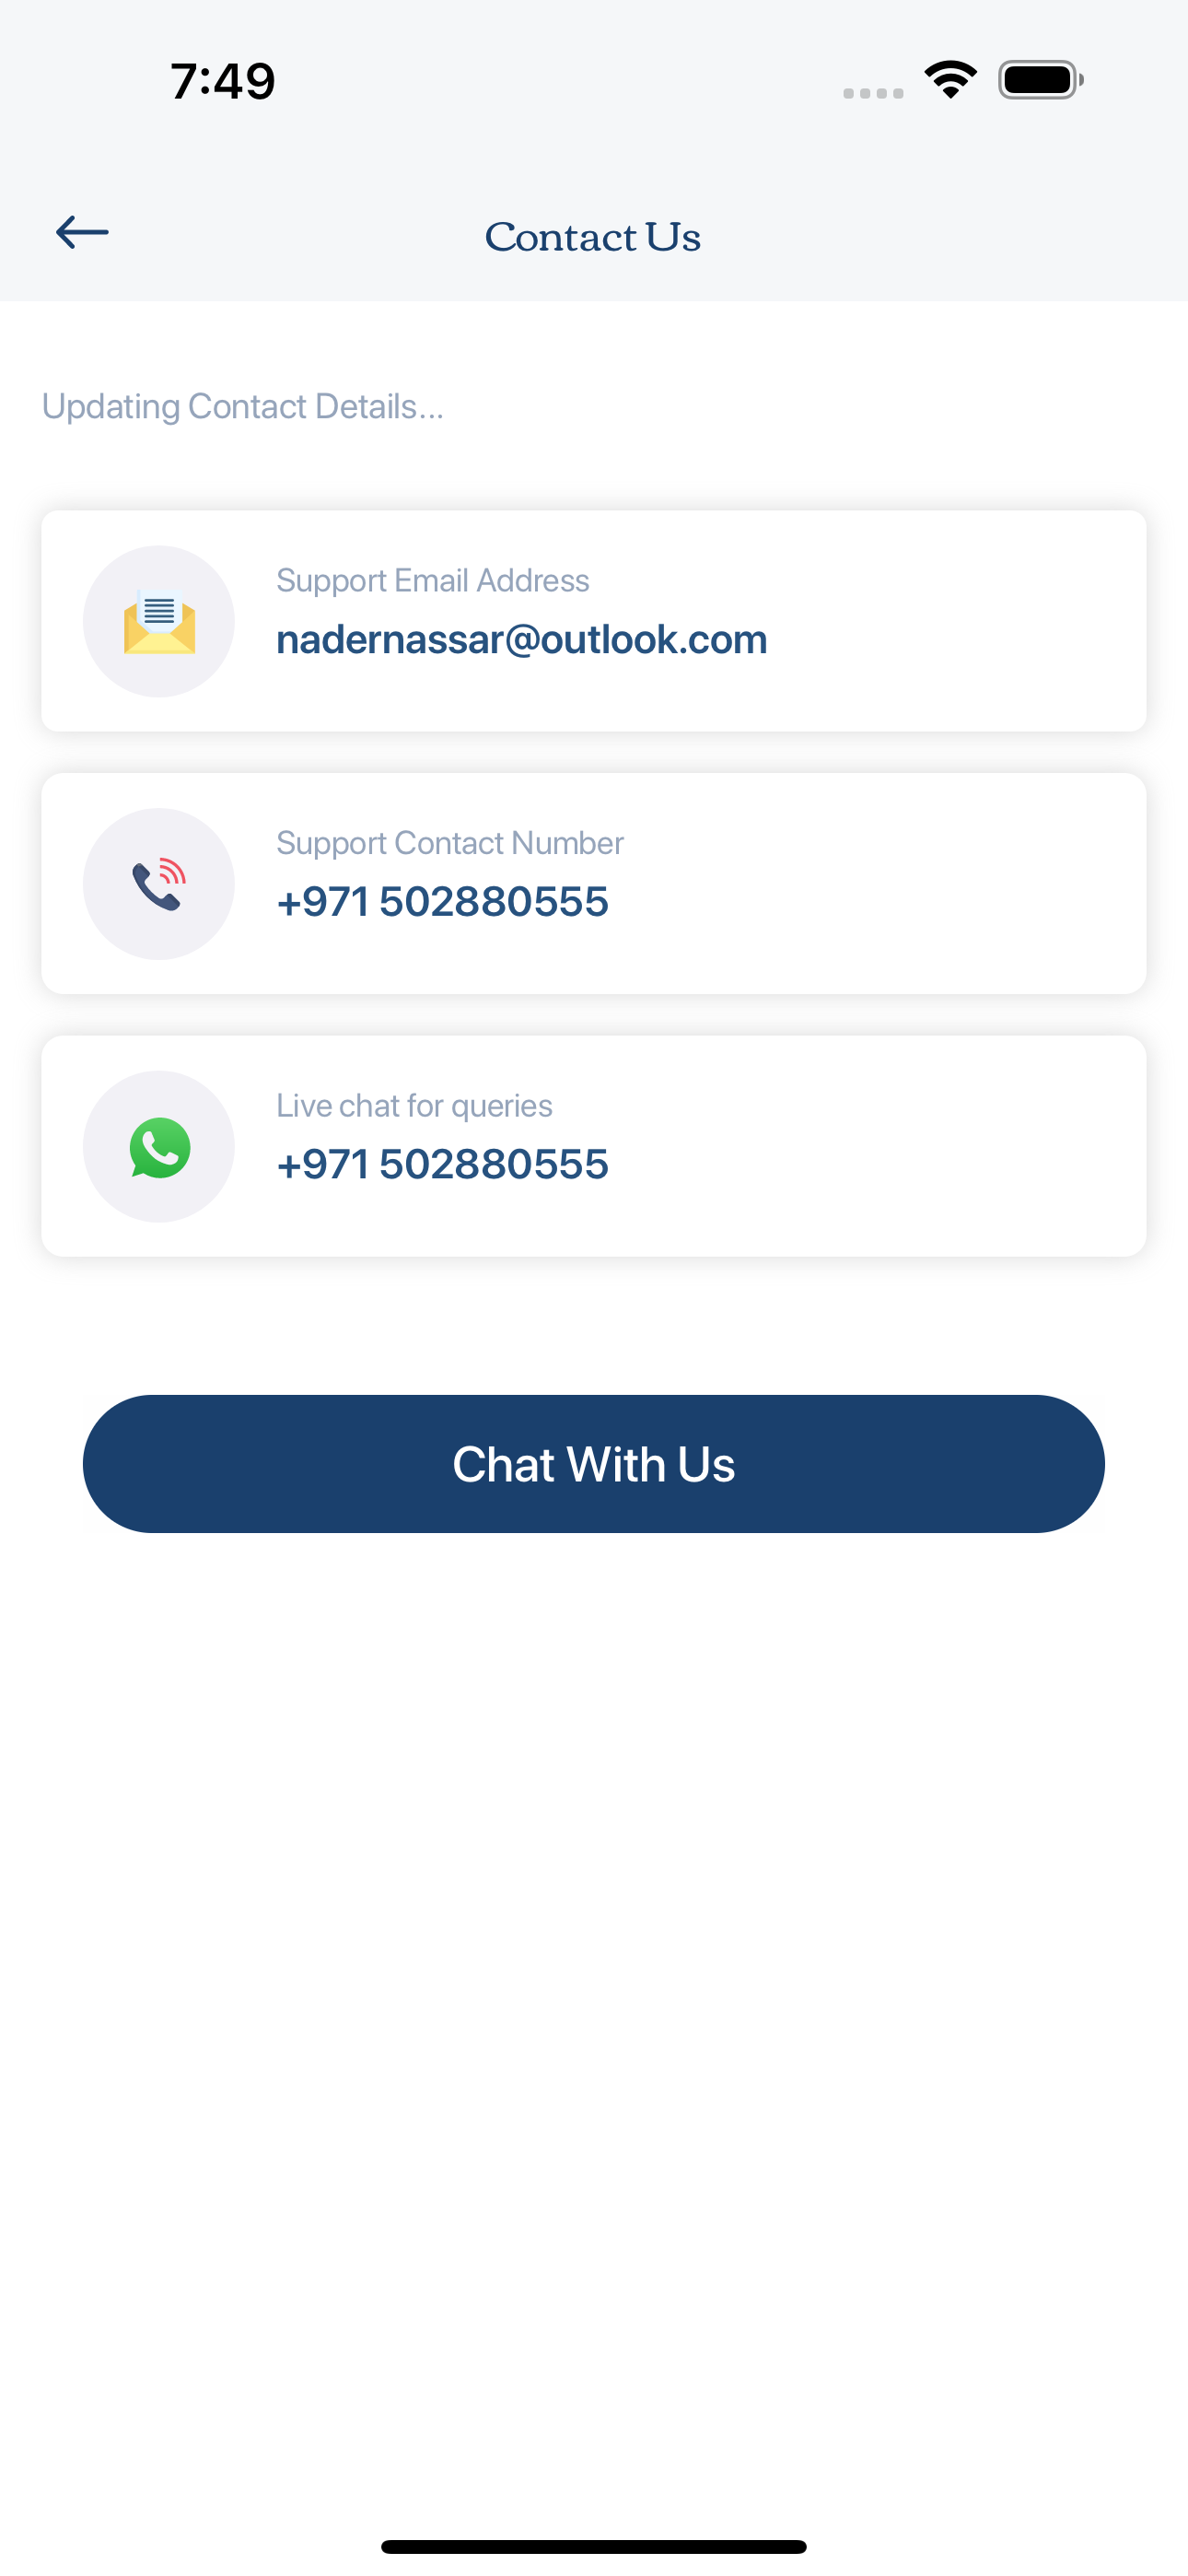 7:49
Contact Us
Updating Contact Details...
Support Email Address
nadernassar@outlook.com
Support Contact Number
+971 502880555
Live chat for queries
+971 502880555
Chat With Us